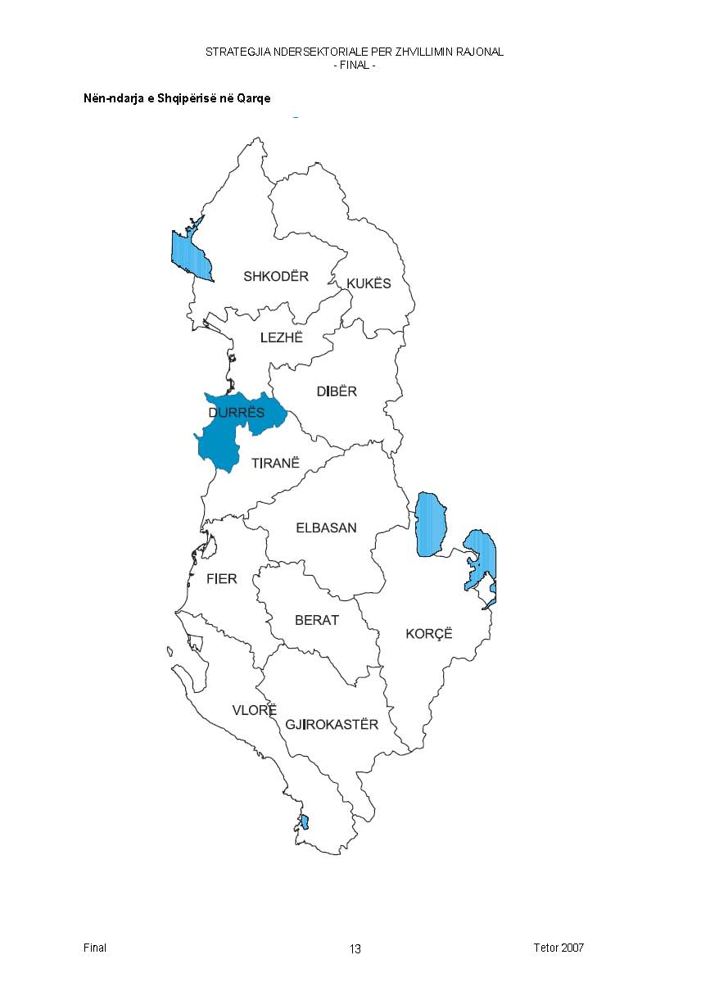 STRATEGJIA NDERSEKTORIALE PER ZHVILLIMIN RAJONAL
- FINAL -
Nën-ndarja e Shqipërisë në Qarqe
SHKODËR
KUKËS
LEZHË
DIBËR
DURRËS
TIRANË
ELBASAN
FIER
BERAT
KORÇË
VLORË
GJIROKASTËR
Final
13
Tetor 2007